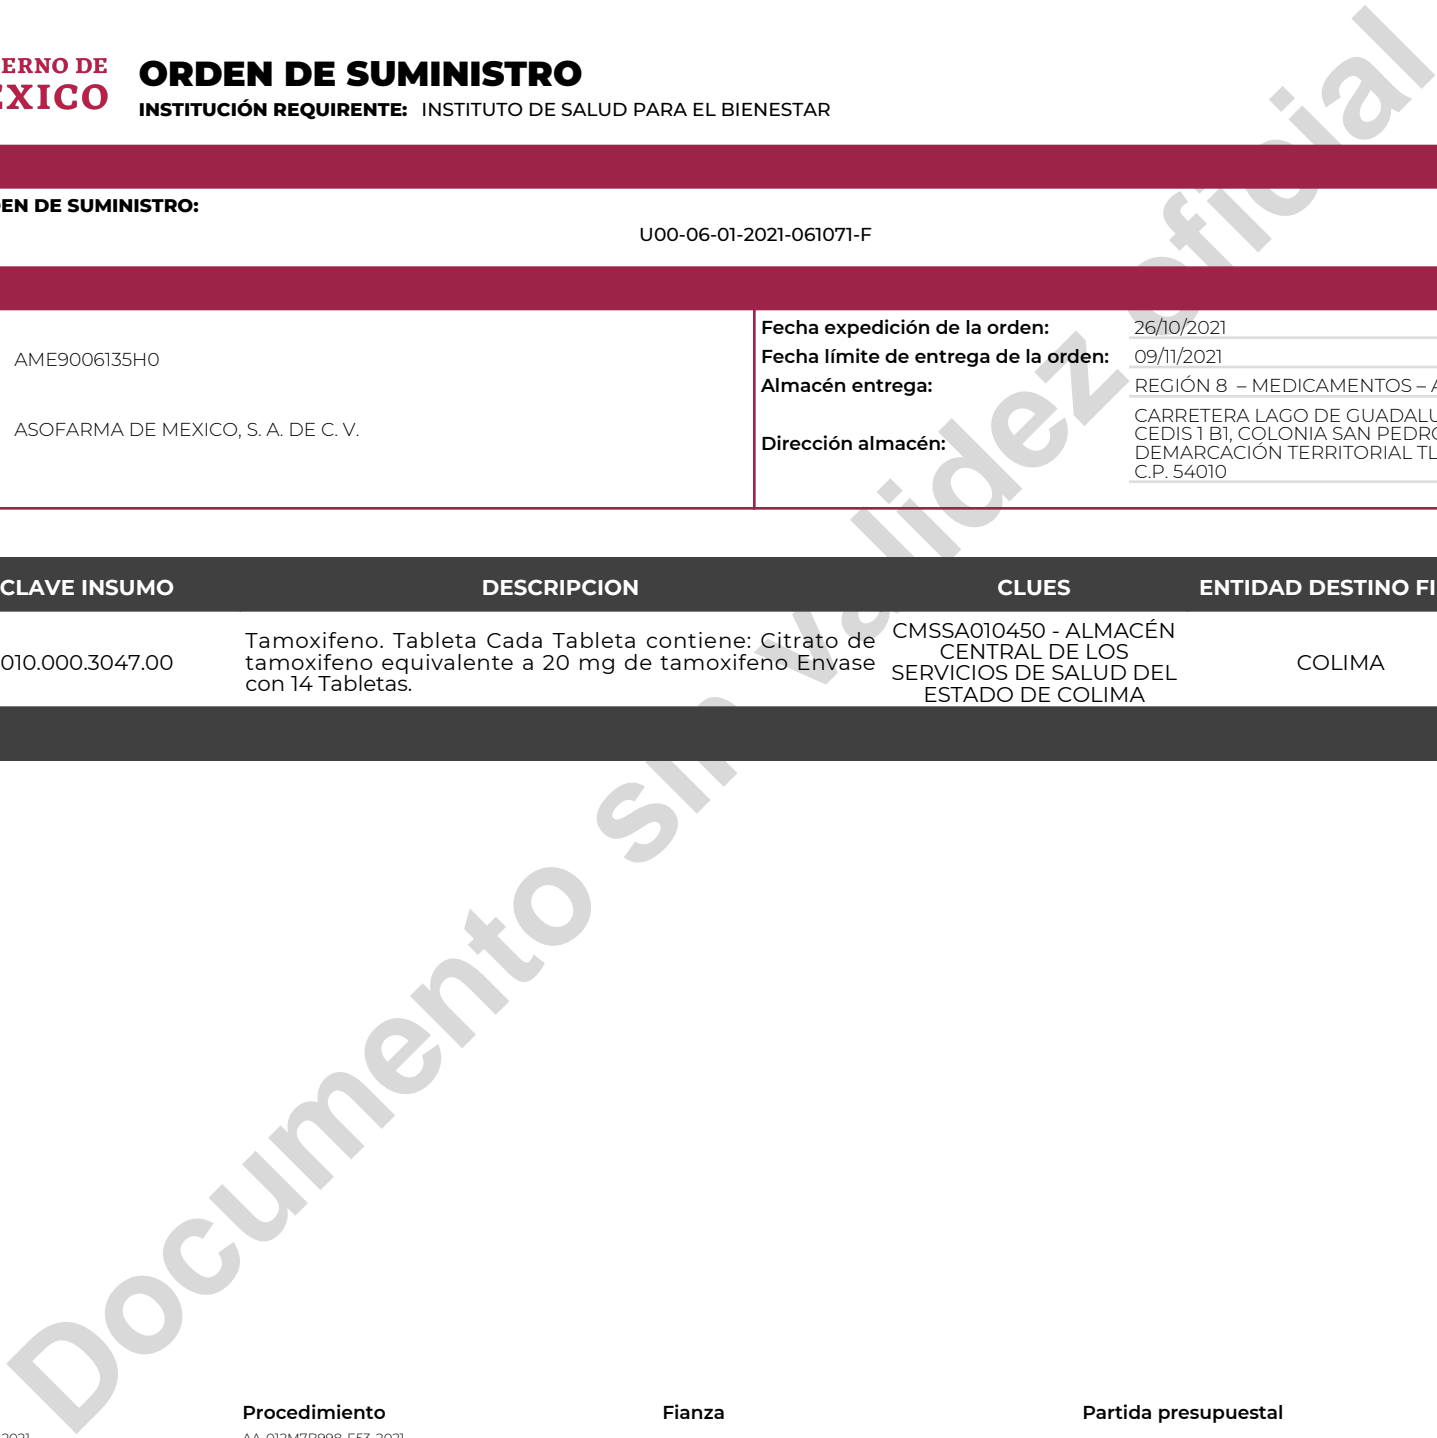 ERNO DE
ORDEN DE SUMINISTRO
EXICO
INSTITUCIÓN REQUIRENTE: INSTITUTO DE SALUD PARA EL BIENESTAR
EN DE SUMINISTRO:
U00-06-01-2021-061071-F
AME9006135H0
ASOFARMA DE MEXICO, S. A. DE C. V.
Fecha expedición de la orden: 26/10/2021
Fecha límite de entrega de la orden: 09/11/2021
Almacén entrega: REGIÓN 8 – MEDICAMENTOS – A
Dirección almacén:
CARRETERA LAGO DE GUADALU
CEDIS 1 B1, COLONIA SAN PEDRO
DEMARCACIÓN TERRITORIAL TL
C.P. 54010
CLAVE INSUMO DESCRIPCION CLUES ENTIDAD DESTINO FI
010.000.3047.00
Tamoxifeno. Tableta Cada Tableta contiene: Citrato de
tamoxifeno equivalente a 20 mg de tamoxifeno Envase
con 14 Tabletas.
CMSSA010450 - ALMACÉN
CENTRAL DE LOS
SERVICIOS DE SALUD DEL
ESTADO DE COLIMA
COLIMA
Documento sin validez oficial
Procedimiento Fianza Partida presupuestal